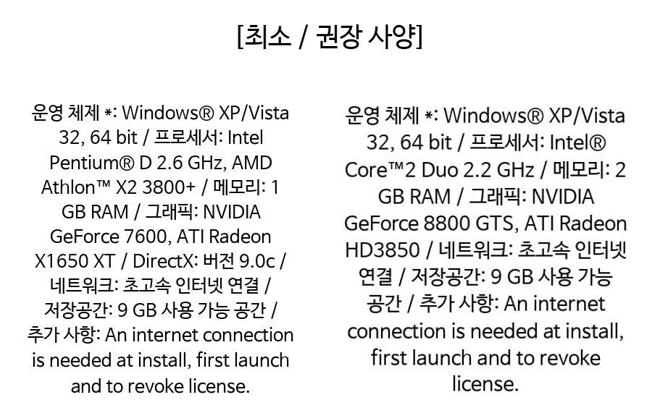 [최소 / 권장 사양]
운영 체제 *: Windows® XP/Vista
32, 64 bit / 프로세서: Intel
Pentium® D 2.6 GHz, AMD
Athlon™ X2 3800+ / 메모리: 1
GB RAM / 그래픽: NVIDIA
GeForce 7600, ATI Radeon
X1650 XT / DirectX: 버전 9.0c /
네트워크: 초고속 인터넷 연결 /
저장공간: 9 GB 사용 가능 공간 /
추가 사항: An internet connection
is needed at install, first launch
and to revoke license.
운영 체제 *: Windows® XP/Vista
32, 64 bit / 프로세서: Intel®
Core™2 Duo 2.2 GHz / 메모리: 2
GB RAM / 그래픽: NVIDIA
GeForce 8800 GTS, ATI Radeon
HD3850 / 네트워크: 초고속 인터넷
연결 / 저장공간: 9 GB 사용 가능
공간 / 추가 사항: An internet
connection is needed at install,
first launch and to revoke
license.